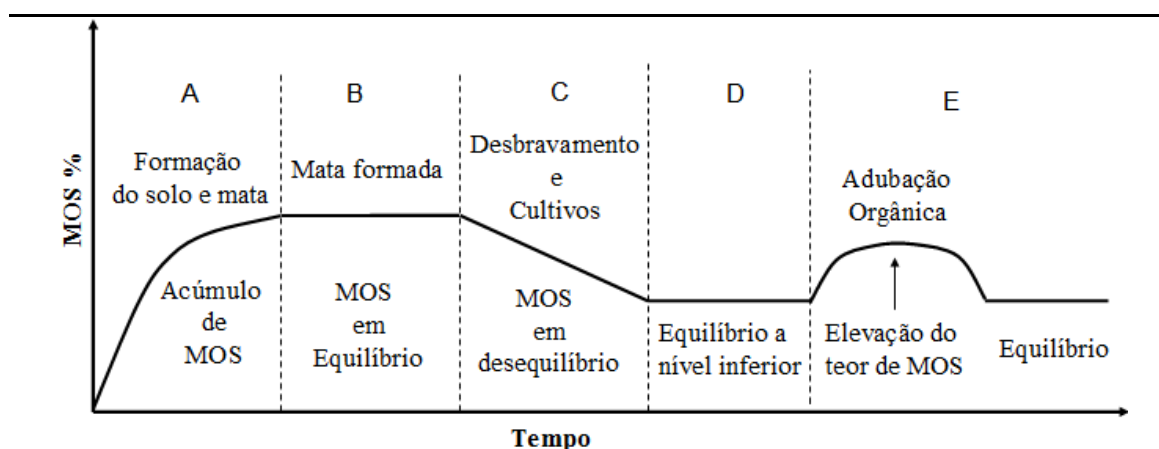 A
B
C
D
E
Formação
do solo e mata
Mata formada
Desbravamento
e
Cultivos
Adubação
Orgânica
Acúmulo
de
MOS
MOS
em
Equilíbrio
MOS
em
desequilíbrio
Equilíbrio a
nível inferior
Elevação do
teor de MOS
Equilíbrio
MOS %
Tempo